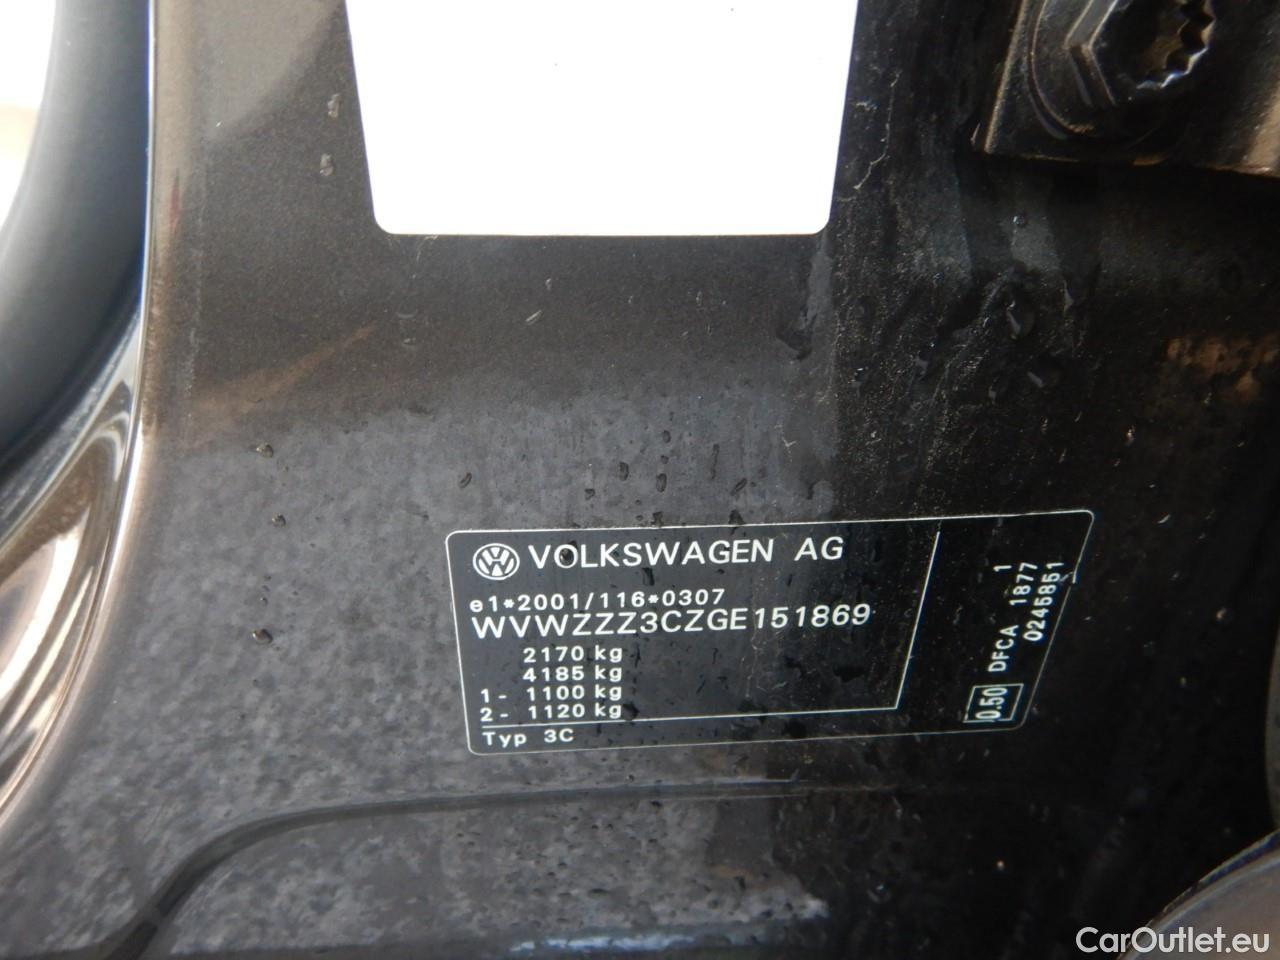 VOLKSWAGEN AG
e1*2001/116*0307
WVWZZZ3CZGE151869
2170 kg
4185 kg
1- 1100 kg
2- 1120 kg
Typ 3C
1
DFCA 1877
0245851
0.50
CarOutlet.eu